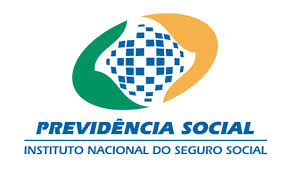 PREVIDÊNCIA SOCIAL
INSTITUTO NACIONAL DO SEGURO SOCIAL